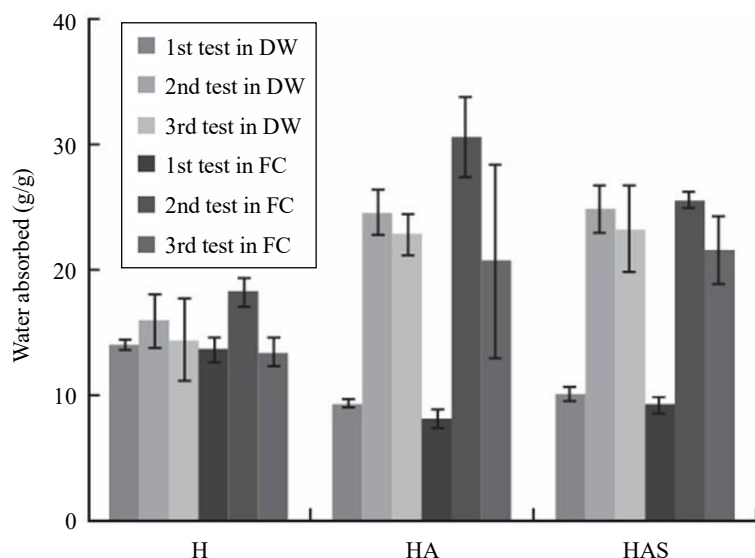 40
30
20
10
0
Water absorbed (g/g)
1st test in DW
2nd test in DW
3rd test in DW
1st test in FC
2nd test in FC
3rd test in FC
H
HA
HAS